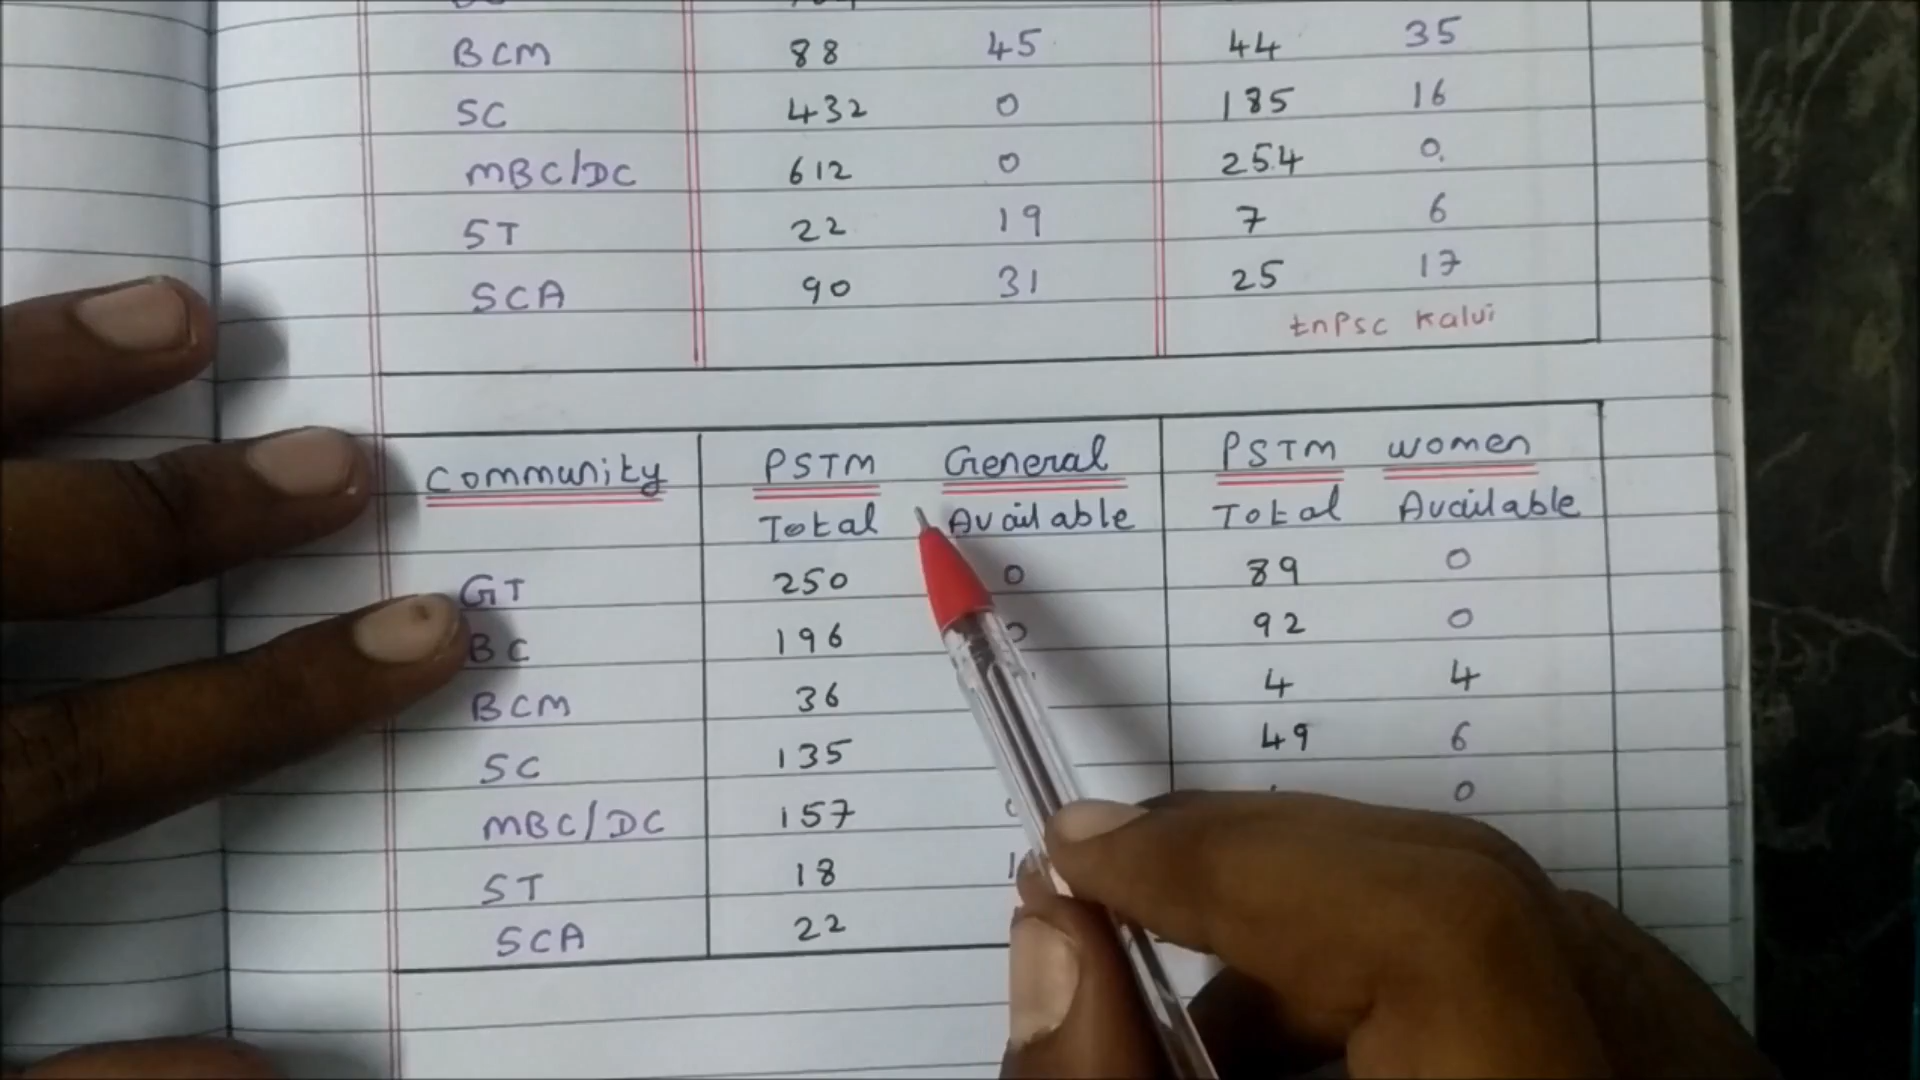 BCM 88 45 44 35
SC 432 0 185 16
MBC/DC 612 0 254 0.
ST 22 19 7 6
SCA 90 31 25 17
tnpsc Kalvi
Community PSTM General PSTM women
Total Available Total Available
GT 250 0 89 0
BC 196 0 92 0
BCM 36 4 4
SC 135 49 6
MBC/DC 157 0
ST 18
SCA 22